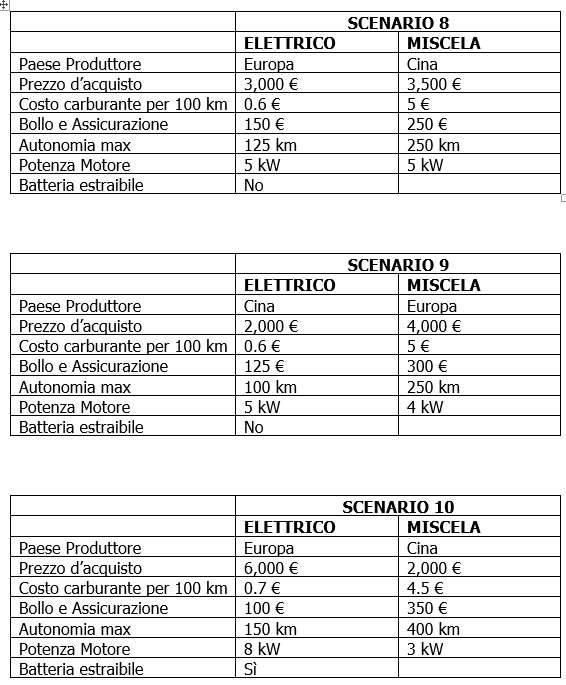 SCENARIO 8
ELETTRICO MISCELA
Paese Produttore Europa Cina
Prezzo d’acquisto 3,000 € 3,500 €
Costo carburante per 100 km 0.6 € 5 €
Bollo e Assicurazione 150 € 250 €
Autonomia max 125 km 250 km
Potenza Motore 5 kW 5 kW
Batteria estraibile No
SCENARIO 9
ELETTRICO MISCELA
Paese Produttore Cina Europa
Prezzo d’acquisto 2,000 € 4,000 €
Costo carburante per 100 km 0.6 € 5 €
Bollo e Assicurazione 125 € 300 €
Autonomia max 100 km 250 km
Potenza Motore 5 kW 4 kW
Batteria estraibile No
SCENARIO 10
ELETTRICO MISCELA
Paese Produttore Europa Cina
Prezzo d’acquisto 6,000 € 2,000 €
Costo carburante per 100 km 0.7 € 4.5 €
Bollo e Assicurazione 100 € 350 €
Autonomia max 150 km 400 km
Potenza Motore 8 kW 3 kW
Batteria estraibile Sì